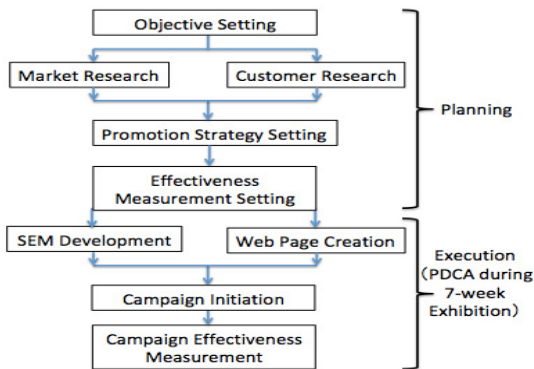 Objective Setting
Market Research
Customer Research
Promotion Strategy Setting
Effectiveness
Measurement Setting
Planning
SEM Development
Web Page Creation
Campaign Initiation
Campaign Effectiveness
Measurement
Execution
(PDCA during
7-week
Exhibition)